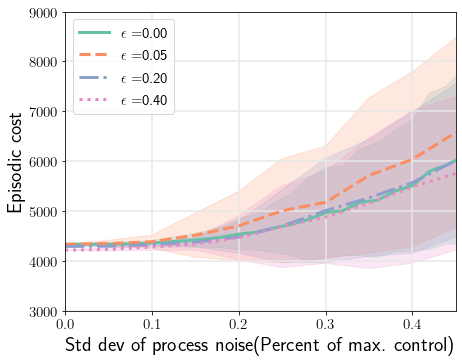 9000
8000
7000
6000
5000
4000
3000
Episodic cost
ϵ =0.00
ϵ =0.05
ϵ =0.20
ϵ =0.40
0.0 0.1 0.2 0.3 0.4
Std dev of process noise(Percent of max. control)